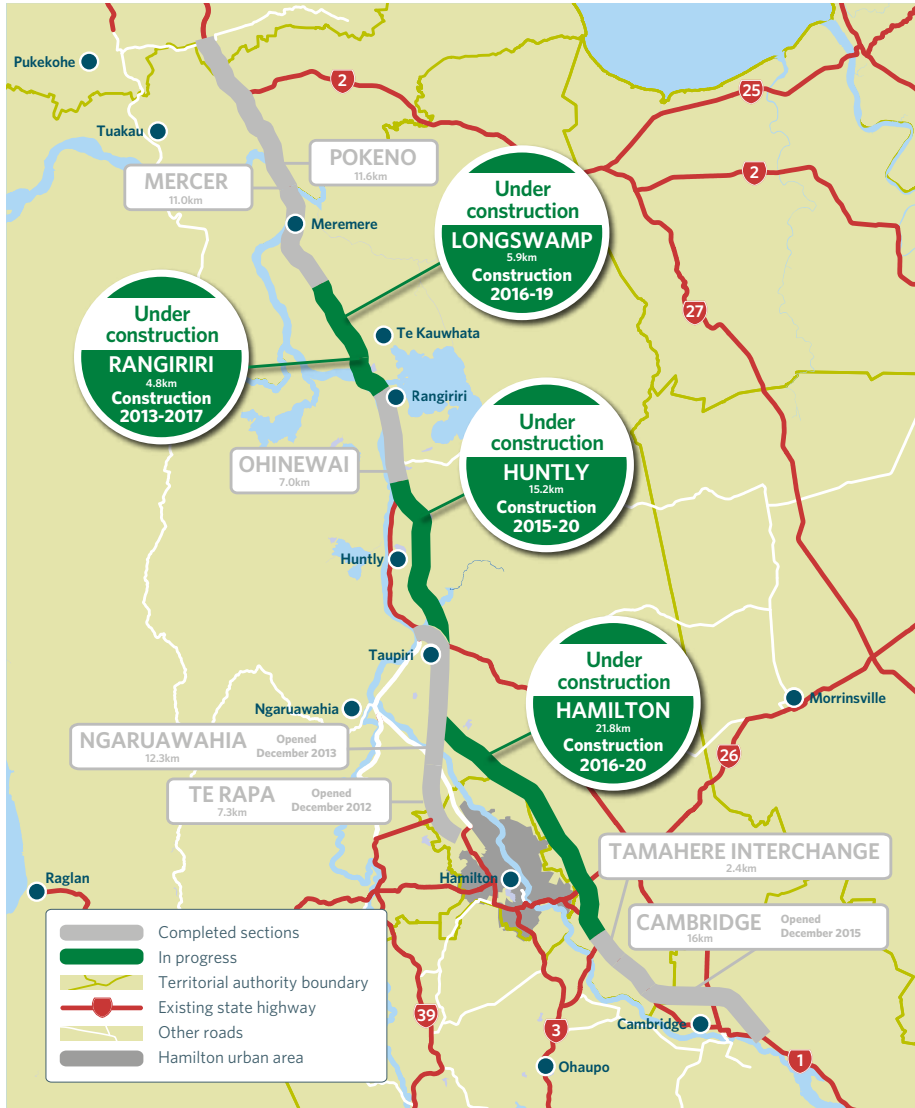 Pukekohe
2
25
Tuakau
POKENO
11.6km
MERCER
11.0km
2
Under
construction
LONGSWAMP
5.9km
Construction
2016-19
Meremere
27
Under
construction
RANGIRIRI
4.8km
Construction
2013-2017
Te Kauwhata
Rangiriri
Under
construction
HUNTLY
15.2km
Construction
2015-20
OHINEWAI
7.0km
Huntly
Taupiri
Under
construction
HAMILTON
21.8km
Construction
2016-20
Morrinsville
Ngaruawahia
NGARUAWAHIA
12.3km
Opened
December 2013
26
TE RAPA
7.3km
Opened
December 2012
TAMAHERE INTERCHANGE
2.4km
Raglan
Hamilton
CAMBRIDGE
16km
Opened
December 2015
Completed sections
In progress
Territorial authority boundary
Existing state highway
Other roads
Hamilton urban area
39
3
Cambridge
1
Ohaupo